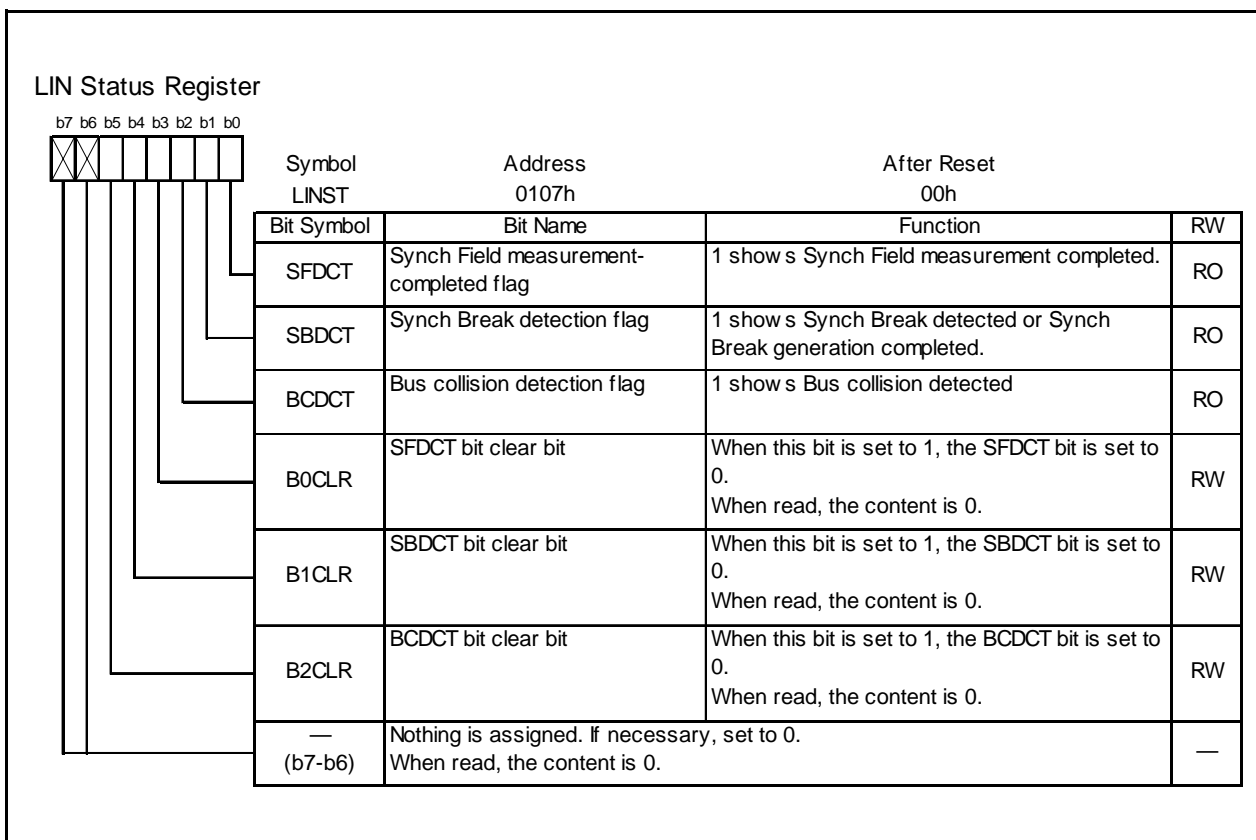 LIN Status Register
b7 b6 b5 b4 b3 b2 b1 b0
Symbol Address After Reset
LINST 0107h 00h
Bit Symbol Bit Name Function RW
SFDCT Synch Field measurement-completed flag 1 shows Synch Field measurement completed. RO
SBDCT Synch Break detection flag 1 shows Synch Break detected or Synch Break generation completed. RO
BCDCT Bus collision detection flag 1 shows Bus collision detected RO
B0CLR SFDCT bit clear bit When this bit is set to 1, the SFDCT bit is set to 0. When read, the content is 0. RW
B1CLR SBDCT bit clear bit When this bit is set to 1, the SBDCT bit is set to 0. When read, the content is 0. RW
B2CLR BCDCT bit clear bit When this bit is set to 1, the BCDCT bit is set to 0. When read, the content is 0. RW
— (b7-b6) Nothing is assigned. If necessary, set to 0. When read, the content is 0. —